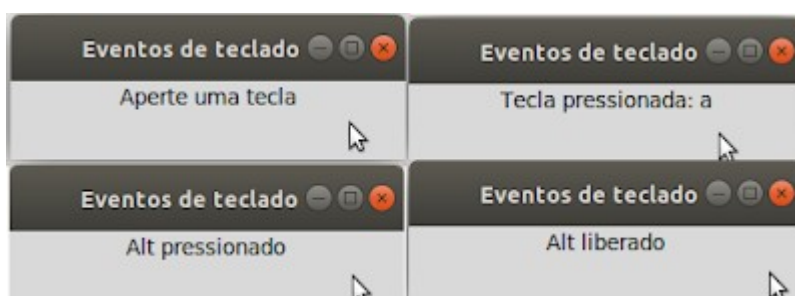 Eventos de teclado
Aperte uma tecla
Eventos de teclado
Tecla pressionada: a
Eventos de teclado
Alt pressionado
Eventos de teclado
Alt liberado